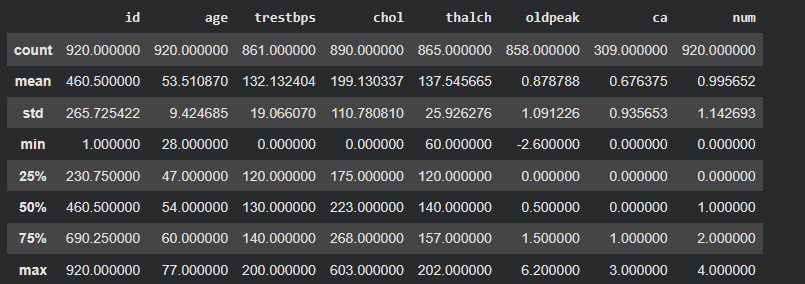 id age trestbps chol thalch oldpeak ca num
count 920.000000 920.000000 861.000000 890.000000 865.000000 858.000000 309.000000 920.000000
mean 460.500000 53.510870 132.132404 199.130337 137.545665 0.878788 0.676375 0.995652
std 265.725422 9.424685 19.066070 110.780810 25.926276 1.091226 0.935653 1.142693
min 1.000000 28.000000 0.000000 0.000000 60.000000 -2.600000 0.000000 0.000000
25% 230.750000 47.000000 120.000000 175.000000 120.000000 0.000000 0.000000 0.000000
50% 460.500000 54.000000 130.000000 223.000000 140.000000 0.500000 0.000000 1.000000
75% 690.250000 60.000000 140.000000 268.000000 157.000000 1.500000 1.000000 2.000000
max 920.000000 77.000000 200.000000 603.000000 202.000000 6.200000 3.000000 4.000000